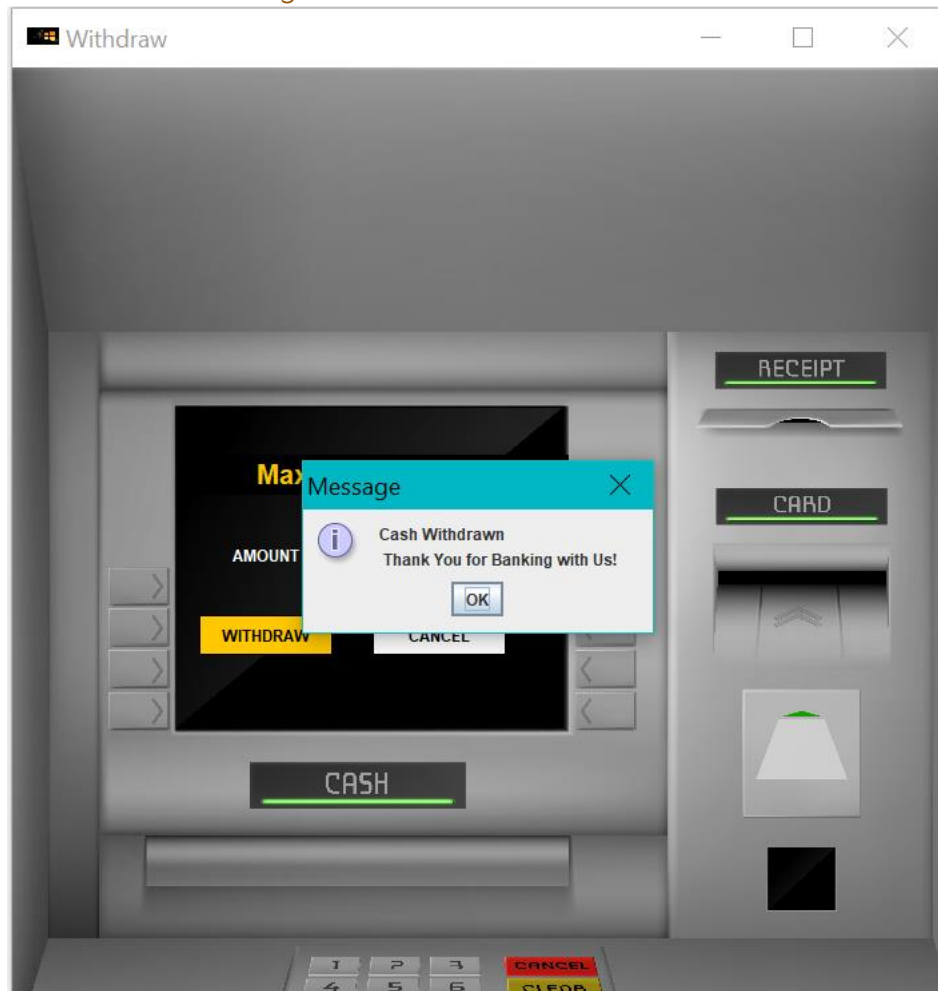 Withdraw
RECEIPT
Message
CARD
Cash Withdrawn
Thank You for Banking with Us!
AMOUNT
OK
WITHDRAW
CANCEL
CASH
1 2 3 CANCEL
4 5 6